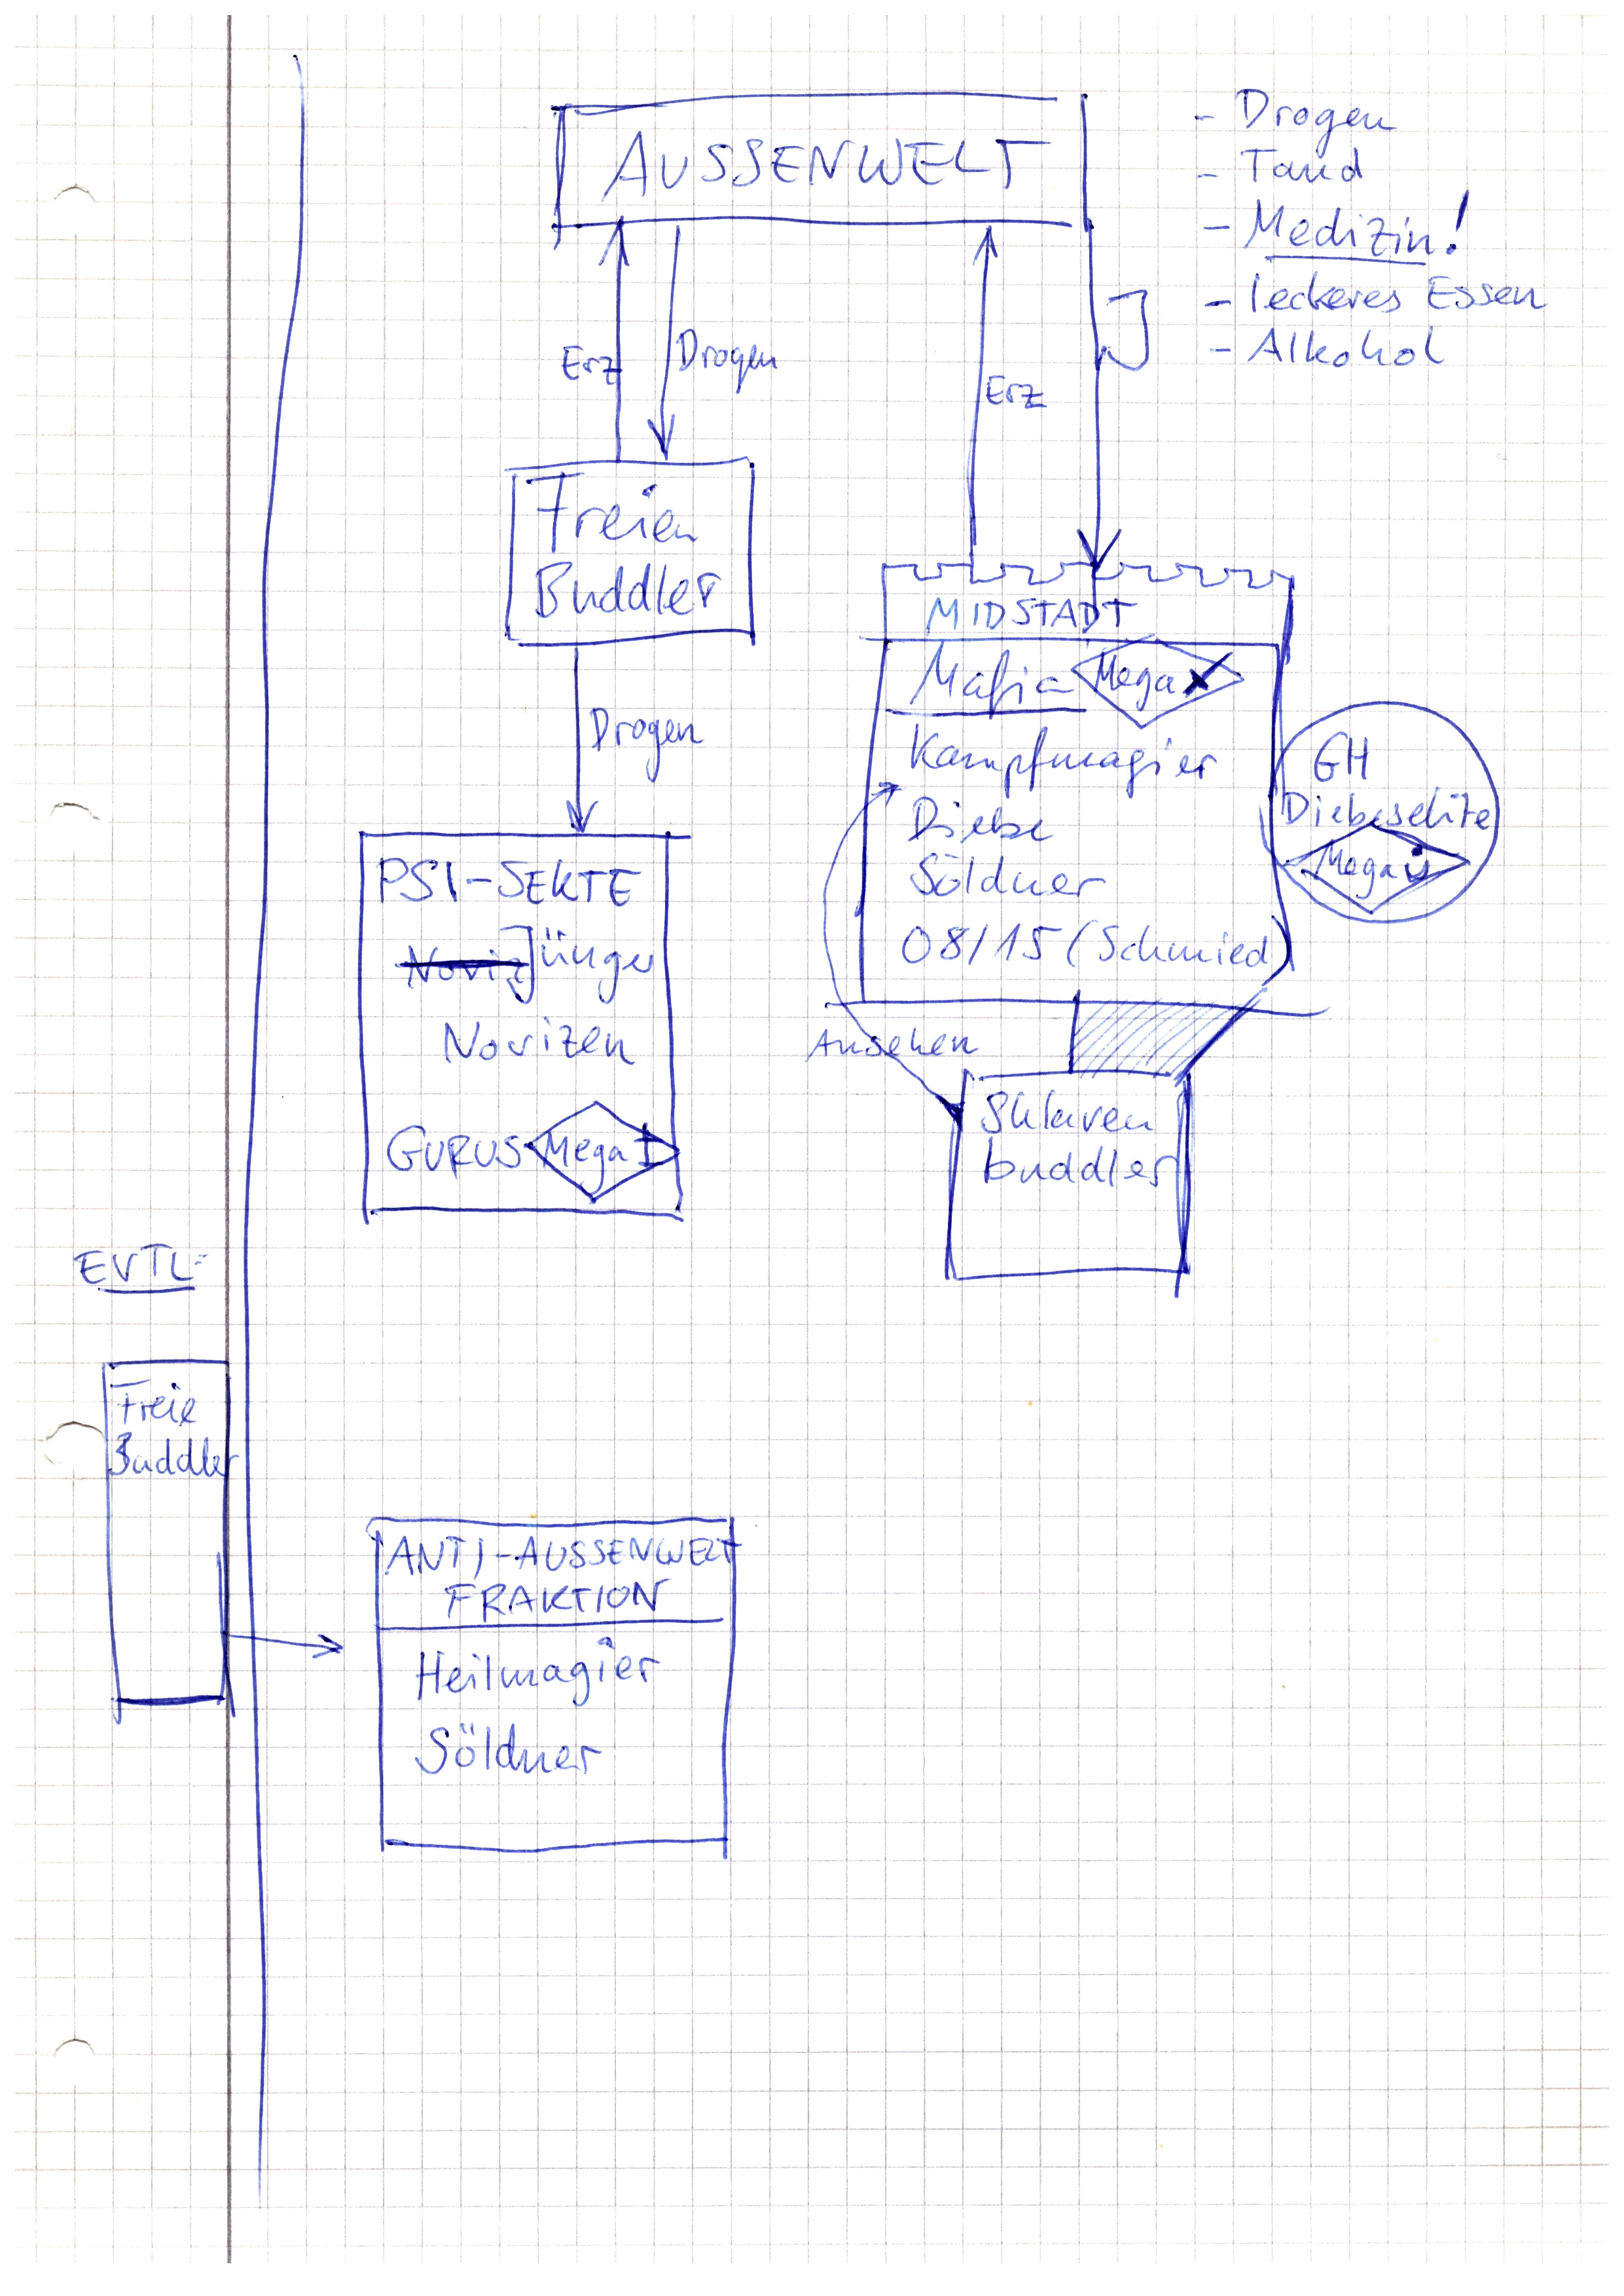 AUSSENWELT
- Drogen
- Tand
- Medizin!
- leckeres Essen
- Alkohol
Erz
Drogen
Erz
Freien
Buddler
Drogen
MIDSTADT
Mafia Mega
Kampfmagier
Diebe
Söldner
08/15 (Schmied)
GH
Diebeselite
Mega
PSI-SEKTE
Noviz Jünger
Novizen
GURUS Mega
Ansehen
Sklaven
buddler
EVTL:
Freie
Buddler
ANTI-AUSSENWELT
FRAKTION
Heilmagier
Söldner